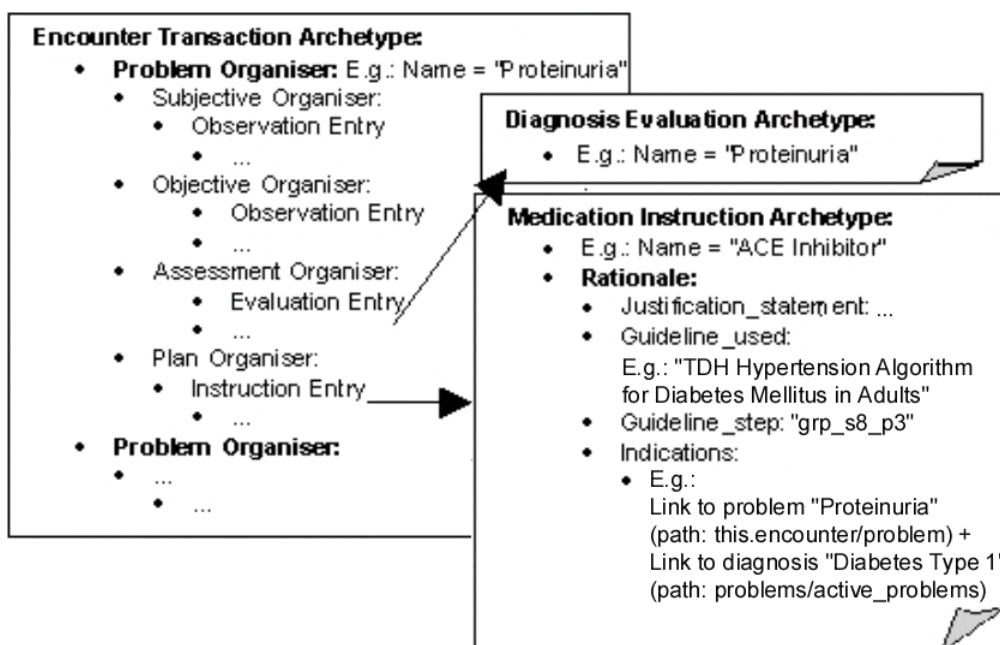 Encounter Transaction Archetype:
• Problem Organiser: E.g.: Name = "Proteinuria"
• Subjective Organiser:
• Observation Entry
• ...
• Objective Organiser:
• Observation Entry
• ...
• Assessment Organiser:
• Evaluation Entry
• ...
• Plan Organiser:
• Instruction Entry
• ...
• Problem Organiser:
• ...
• ...
Diagnosis Evaluation Archetype:
• E.g.: Name = "Proteinuria"
Medication Instruction Archetype:
• E.g.: Name = "ACE Inhibitor"
• Rationale:
• Justification_statement: ...
• Guideline_used:
E.g.: "TDH Hypertension Algorithm
for Diabetes Mellitus in Adults"
• Guideline_step: "grp_s8_p3"
• Indications:
• E.g.:
Link to problem "Proteinuria"
(path: this.encounter/problem) +
Link to diagnosis "Diabetes Type 1"
(path: problems/active_problems)